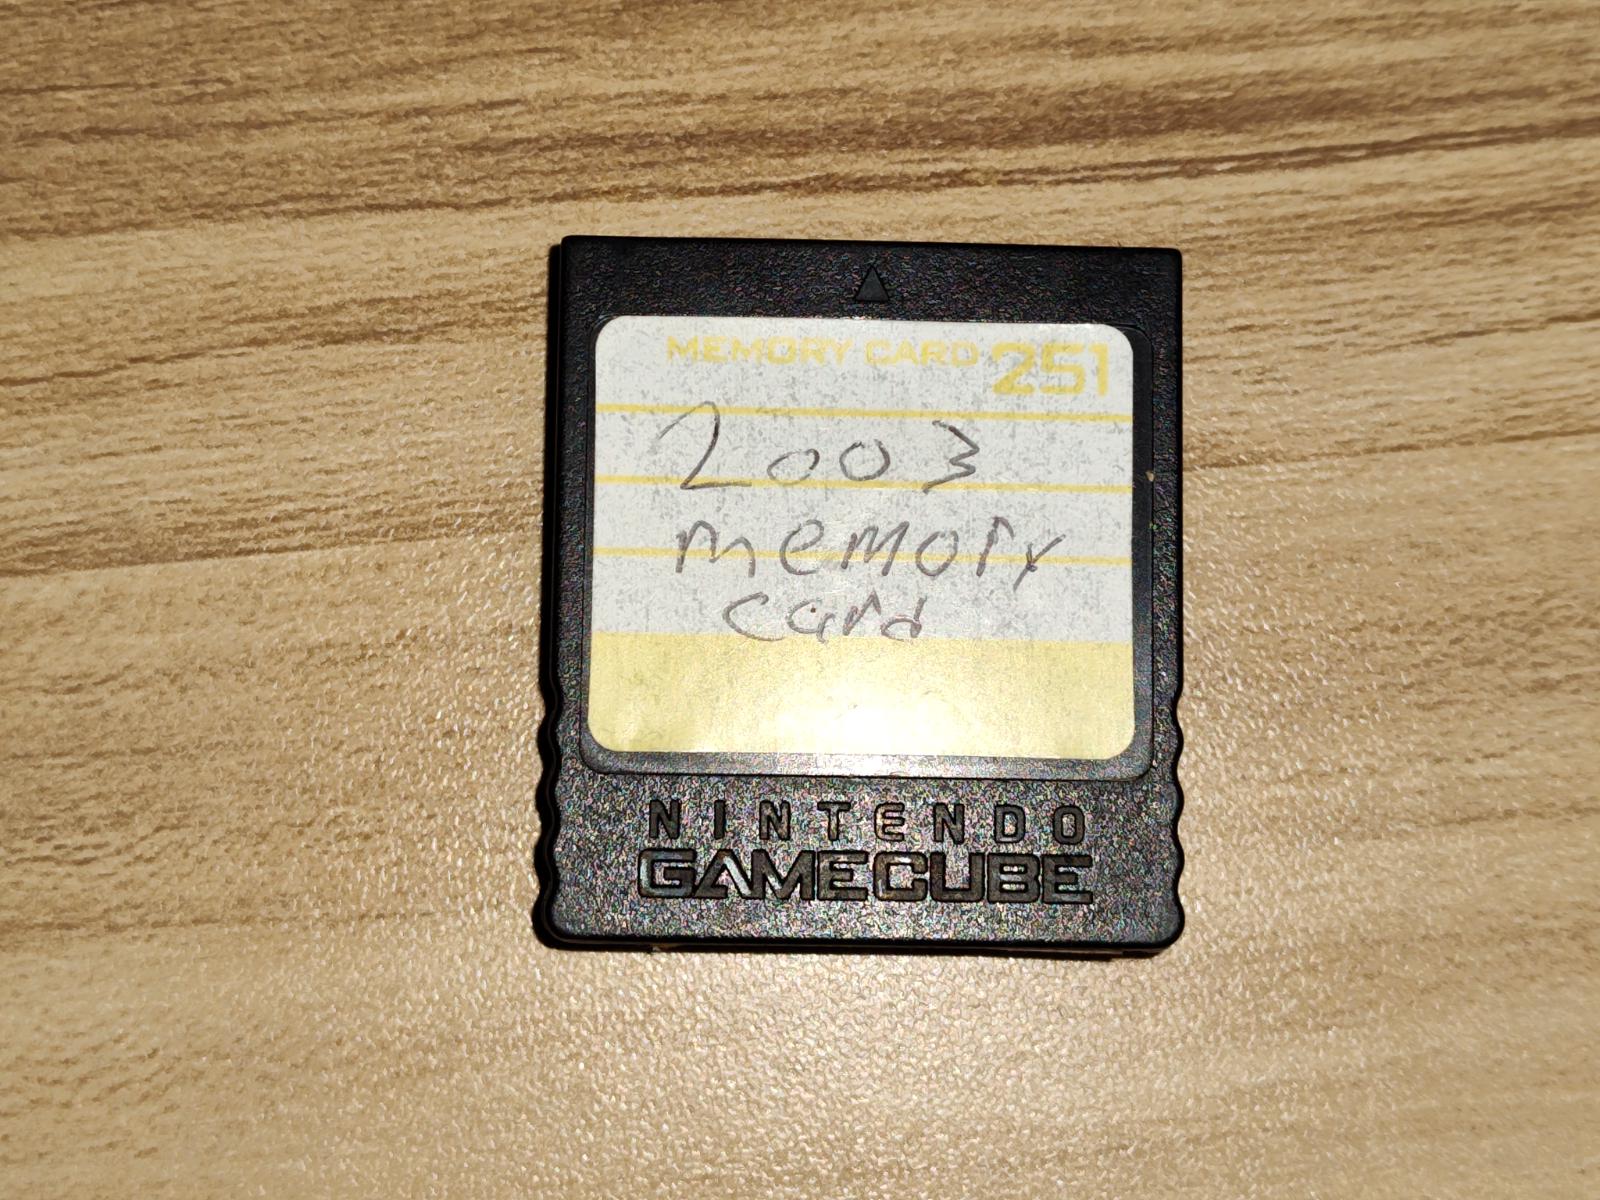 MEMORY CARD 251
2003
memory
card
NINTENDO
GAMECUBE